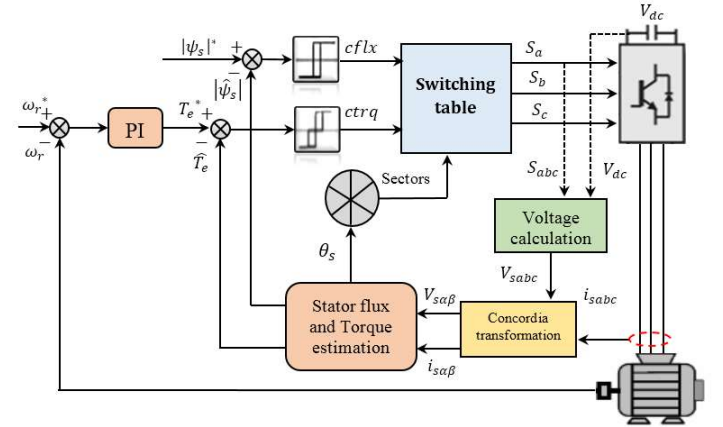 V_dc
|ψ_s|* + cflx
S_a
Switching
table
|ψ̂_s| −
S_b
ω_r* + PI T_e* + ctrq
S_c
ω_r −
− T̂_e
Sectors
S_abc V_dc
Voltage
calculation
θ_s
V_sabc
Stator flux
and Torque
estimation
V_sαβ
Concordia
transformation
i_sabc
i_sαβ